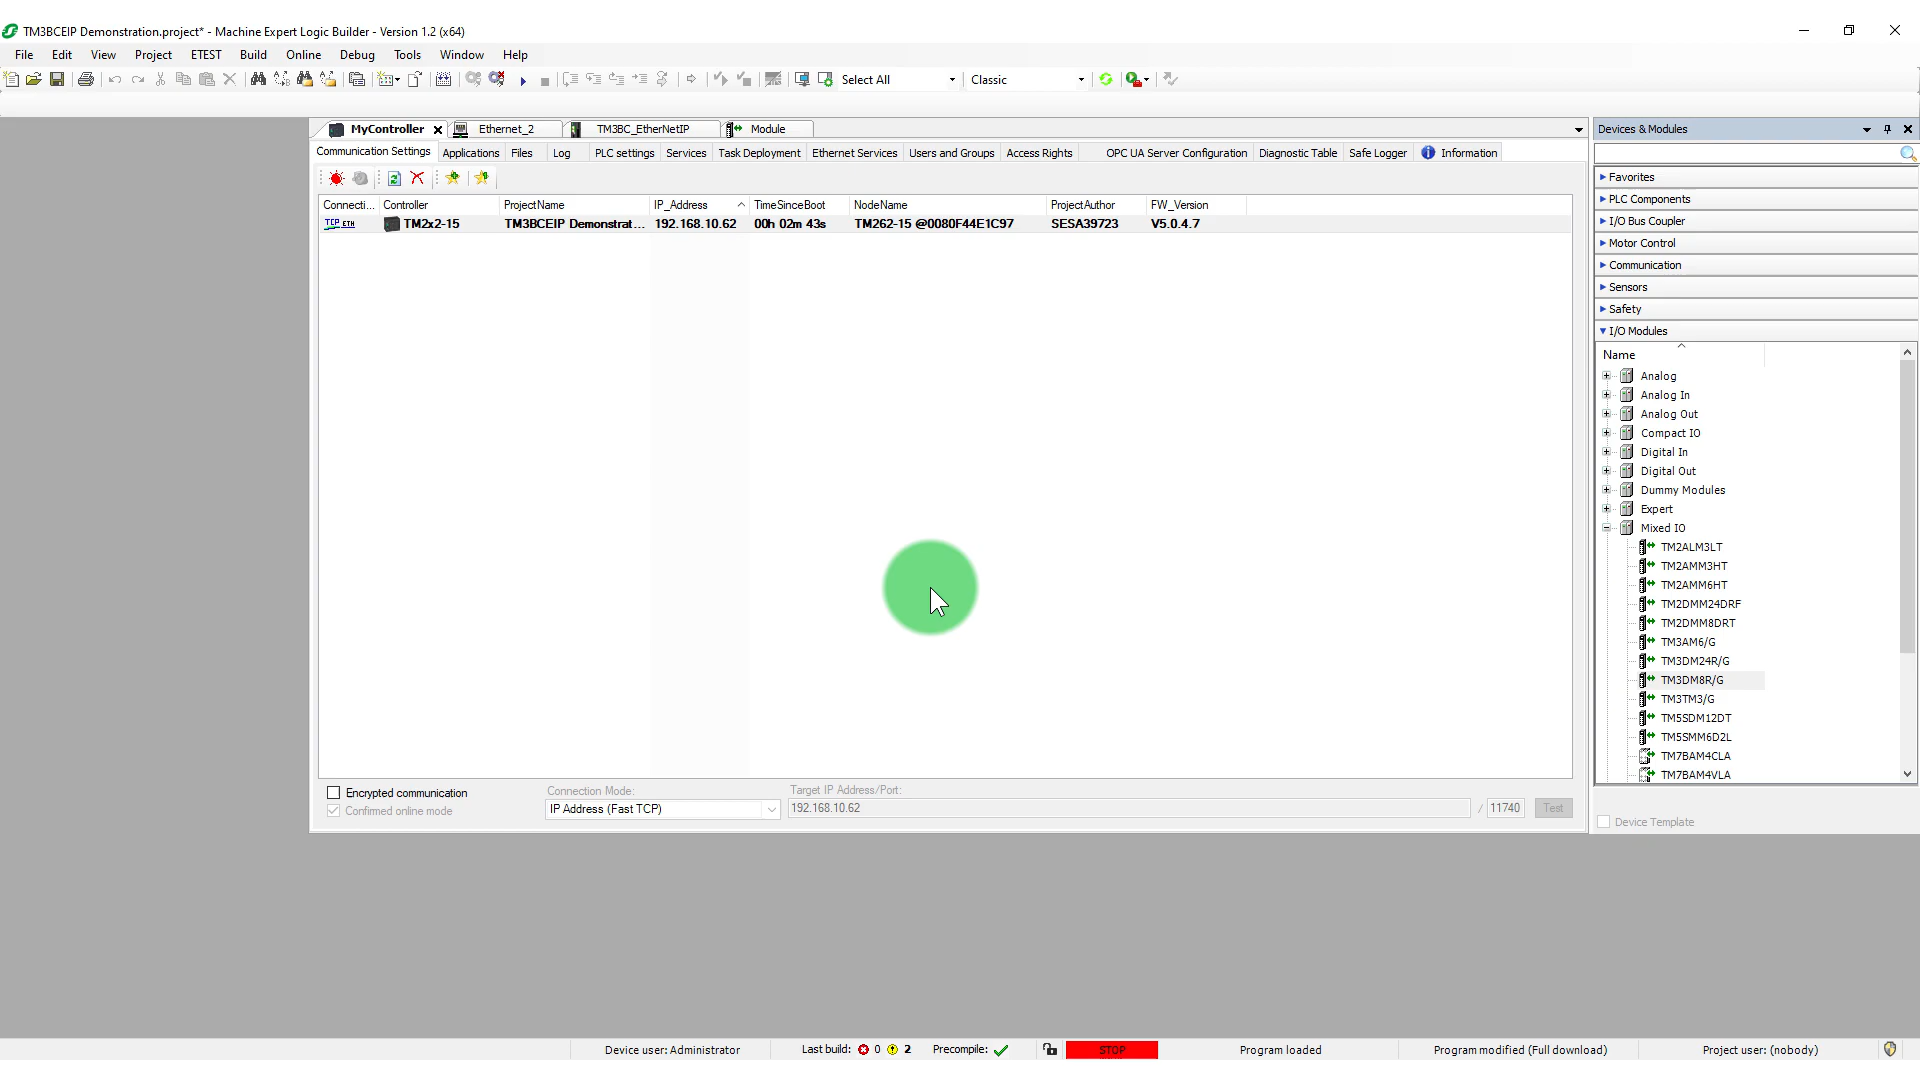 TM3BCEIP Demonstration.project* - Machine Expert Logic Builder - Version 1.2 (x64)
File Edit View Project ETEST Build Online Debug Tools Window Help
Select All Classic
MyController Ethernet_2 TM3BC_EtherNetIP Module
Communication Settings Applications Files Log PLC settings Services Task Deployment Ethernet Services Users and Groups Access Rights OPC UA Server Configuration Diagnostic Table Safe Logger Information
Connecti... Controller ProjectName IP_Address TimeSinceBoot NodeName ProjectAuthor FW_Version
TCP ETH TM2x2-15 TM3BCEIP Demonstrat... 192.168.10.62 00h 02m 43s TM262-15 @0080F44E1C97 SESA39723 V5.0.4.7
Encrypted communication
Confirmed online mode
Connection Mode:
IP Address (Fast TCP)
Target IP Address/Port:
192.168.10.62 / 11740 Test
Devices & Modules
Favorites
PLC Components
I/O Bus Coupler
Motor Control
Communication
Sensors
Safety
I/O Modules
Name
Analog
Analog In
Analog Out
Compact IO
Digital In
Digital Out
Dummy Modules
Expert
Mixed IO
TM2ALM3LT
TM2AMM3HT
TM2AMM6HT
TM2DMM24DRF
TM2DMM8DRT
TM3AM6/G
TM3DM24R/G
TM3DM8R/G
TM3TM3/G
TM5SDM12DT
TM5SMM6D2L
TM7BAM4CLA
TM7BAM4VLA
Device Template
Device user: Administrator Last build: 0 2 Precompile: STOP Program loaded Program modified (Full download) Project user: (nobody)